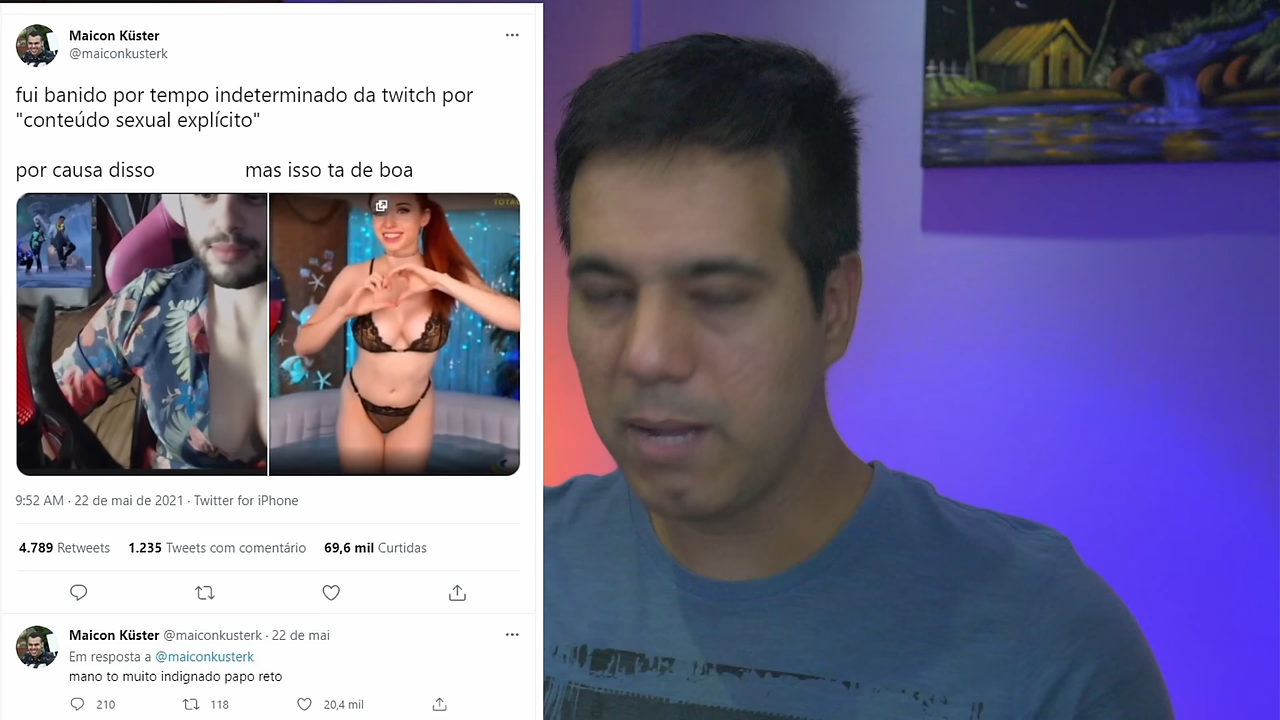 Maicon Küster
@maiconkusterk
fui banido por tempo indeterminado da twitch por
"conteúdo sexual explícito"
por causa disso mas isso ta de boa
TOTAL
9:52 AM · 22 de mai de 2021 · Twitter for iPhone
4.789 Retweets 1.235 Tweets com comentário 69,6 mil Curtidas
Maicon Küster @maiconkusterk · 22 de mai
Em resposta a @maiconkusterk
mano to muito indignado papo reto
210 118 20,4 mil